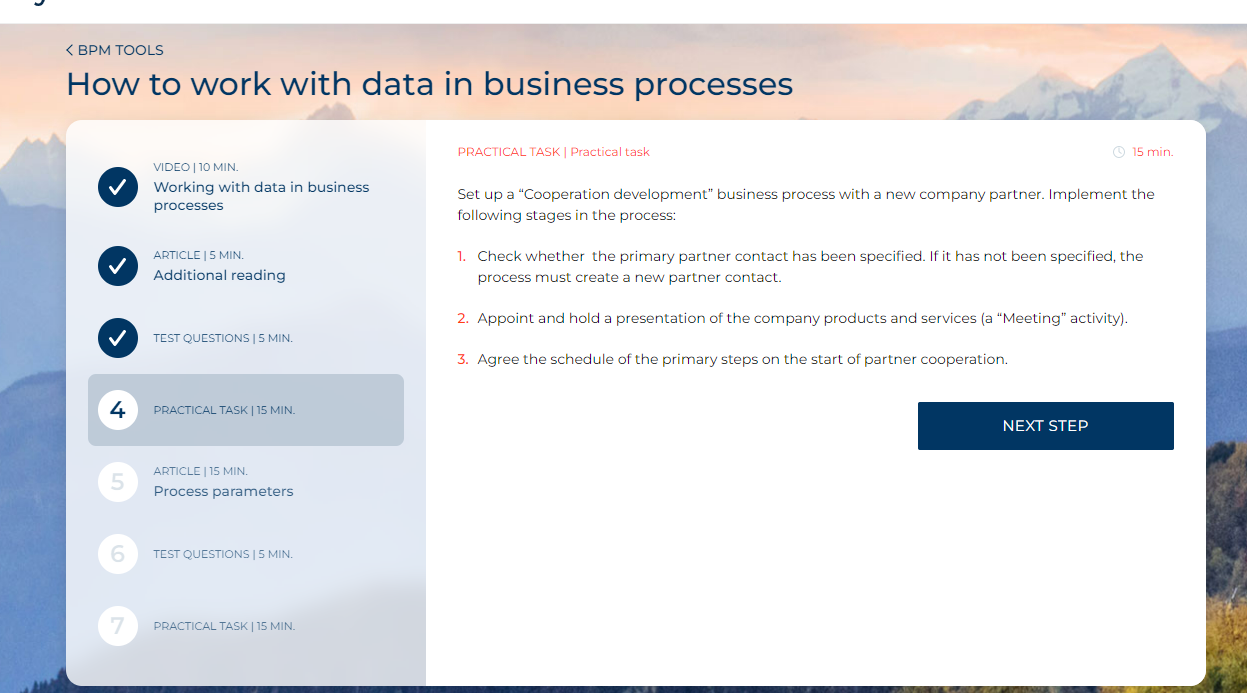 BPM TOOLS
How to work with data in business processes
VIDEO | 10 MIN.
Working with data in business
processes
ARTICLE | 5 MIN.
Additional reading
TEST QUESTIONS | 5 MIN.
4
PRACTICAL TASK | 15 MIN.
5
ARTICLE | 15 MIN.
Process parameters
6
TEST QUESTIONS | 5 MIN.
7
PRACTICAL TASK | 15 MIN.
PRACTICAL TASK | Practical task
15 min.
Set up a “Cooperation development” business process with a new company partner. Implement the
following stages in the process:
1. Check whether the primary partner contact has been specified. If it has not been specified, the
process must create a new partner contact.
2. Appoint and hold a presentation of the company products and services (a “Meeting” activity).
3. Agree the schedule of the primary steps on the start of partner cooperation.
NEXT STEP